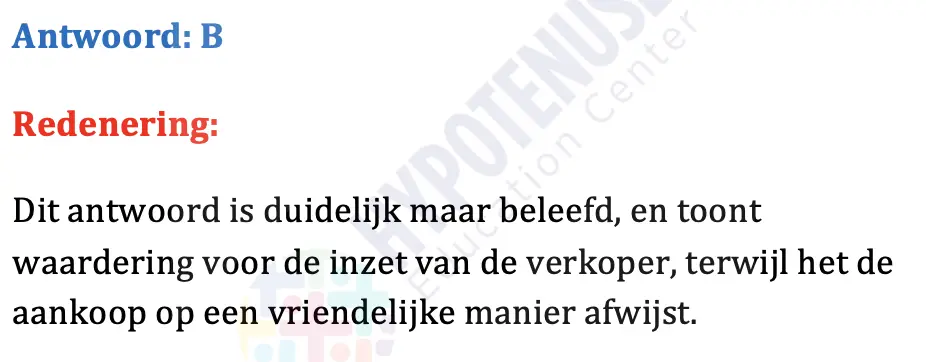 Antwoord: B
Redenering:
Dit antwoord is duidelijk maar beleefd, en toont
waardering voor de inzet van de verkoper, terwijl het de
aankoop op een vriendelijke manier afwijst.
HYPOTENUSE
Education Center